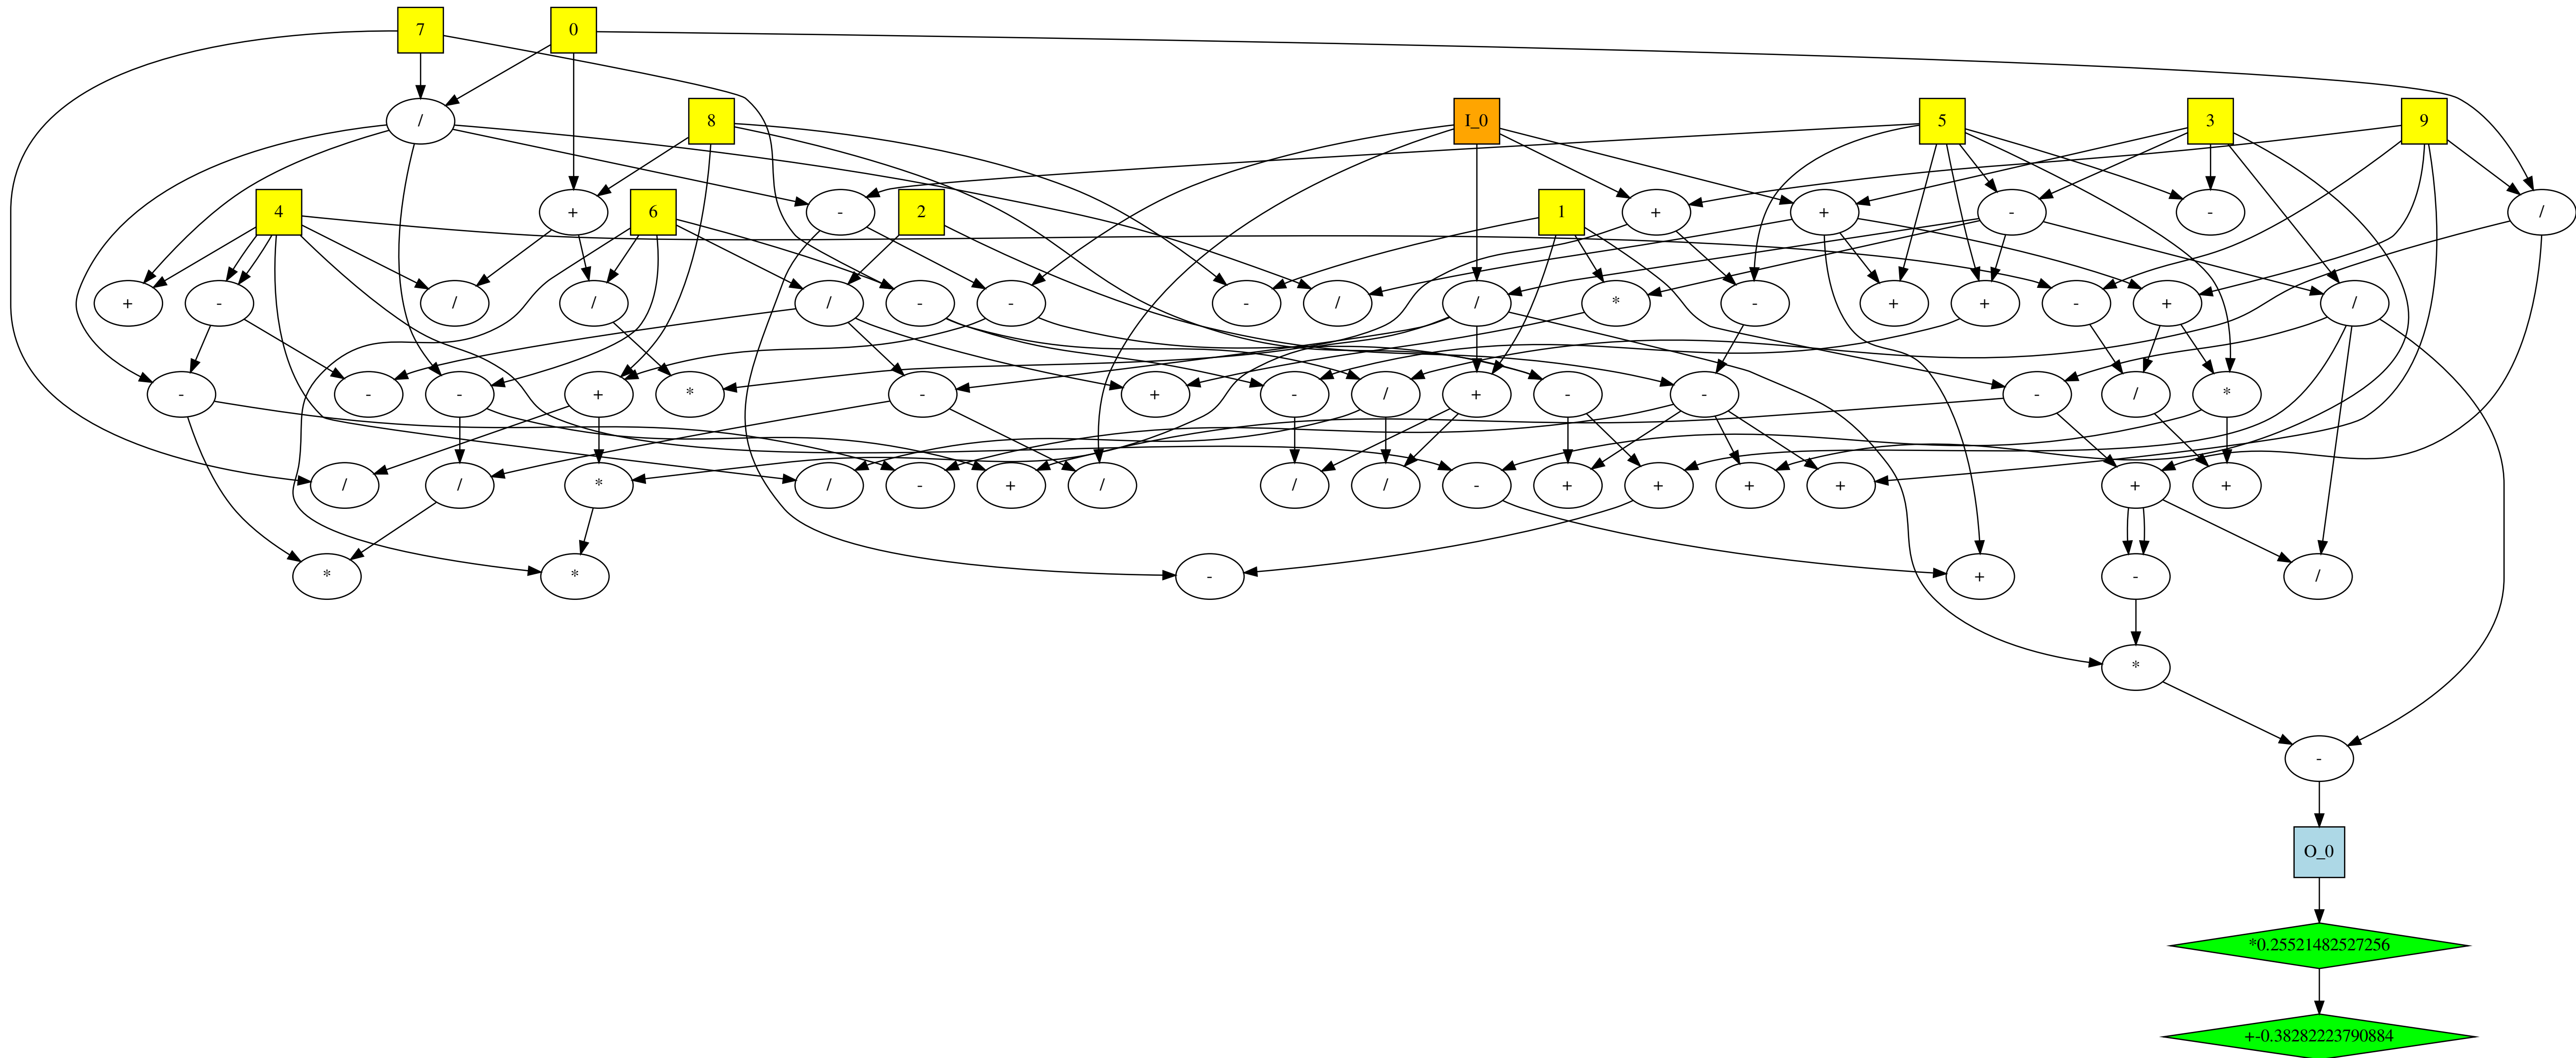 7 0
/ 8 I_0 5 3 9
4 + 6 - 2 1 + + - - /
+ - / / / - - - / / * - + + - + /
- - - + * - + - / + - - - / *
/ / * / - + / / / - + + + + + +
* * - + - /
*
-
O_0
*0.25521482527256
+-0.38282223790884